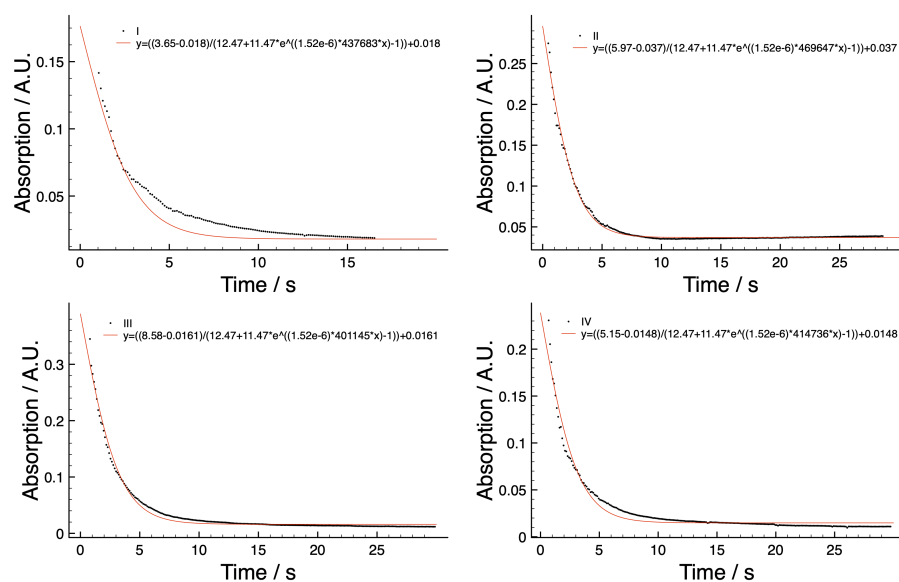 I
y=((3.65-0.018)/(12.47+11.47*e^((1.52e-6)*437683*x)-1))+0.018
0.15
0.1
0.05
Absorption / A.U.
0 5 10 15
Time / s
II
y=((5.97-0.037)/(12.47+11.47*e^((1.52e-6)*469647*x)-1))+0.037
0.25
0.2
0.15
0.1
0.05
Absorption / A.U.
0 5 10 15 20 25
Time / s
III
y=((8.58-0.0161)/(12.47+11.47*e^((1.52e-6)*401145*x)-1))+0.0161
0.3
0.2
0.1
0
Absorption / A.U.
0 5 10 15 20 25
Time / s
IV
y=((5.15-0.0148)/(12.47+11.47*e^((1.52e-6)*414736*x)-1))+0.0148
0.2
0.15
0.1
0.05
0
Absorption / A.U.
0 5 10 15 20 25
Time / s